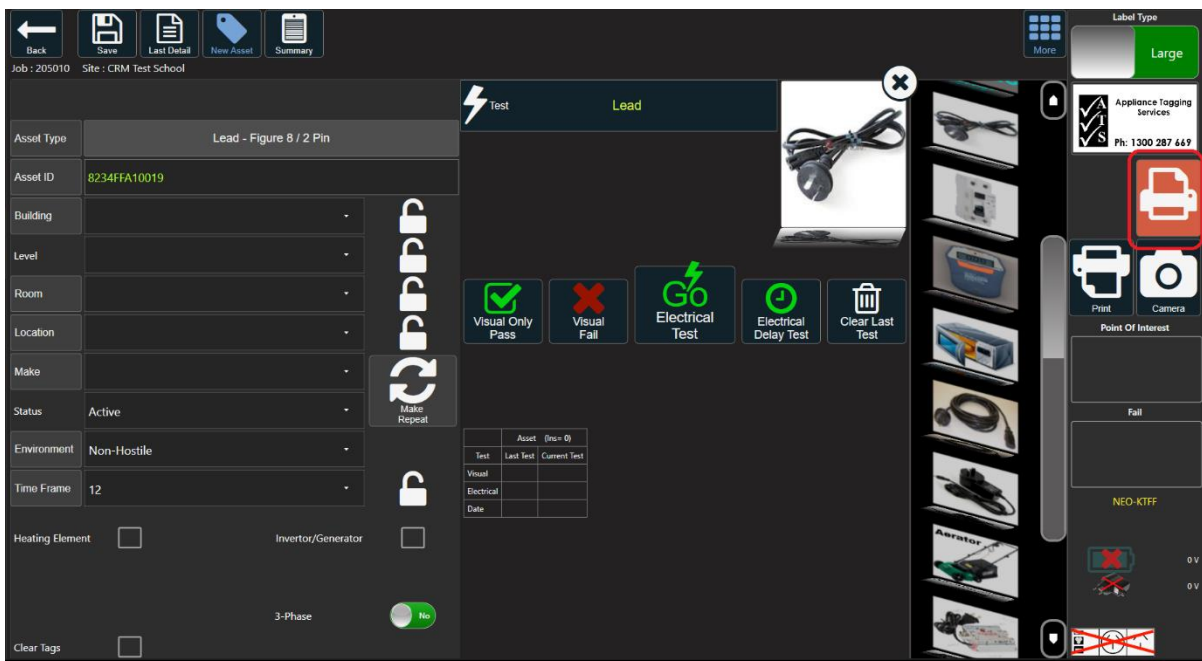 Back
Save
Last Detail
New Asset
Summary
More
Job : 205010 Site : CRM Test School
Asset Type
Lead - Figure 8 / 2 Pin
Asset ID
8234FFA10019
Building
Level
Room
Location
Make
Make
Repeat
Status
Active
Environment
Non-Hostile
Time Frame
12
Heating Element
Invertor/Generator
3-Phase
No
Clear Tags
Test
Lead
Visual Only
Pass
Visual
Fail
Go
Electrical
Test
Electrical
Delay Test
Clear Last
Test
Asset (Ins= 0)
Test Last Test Current Test
Visual
Electrical
Date
Aerator
Label Type
Large
ATS
Appliance Tagging
Services
Ph: 1300 287 669
Print
Camera
Point Of Interest
Fail
NEO-KTFF
0 V
0 V